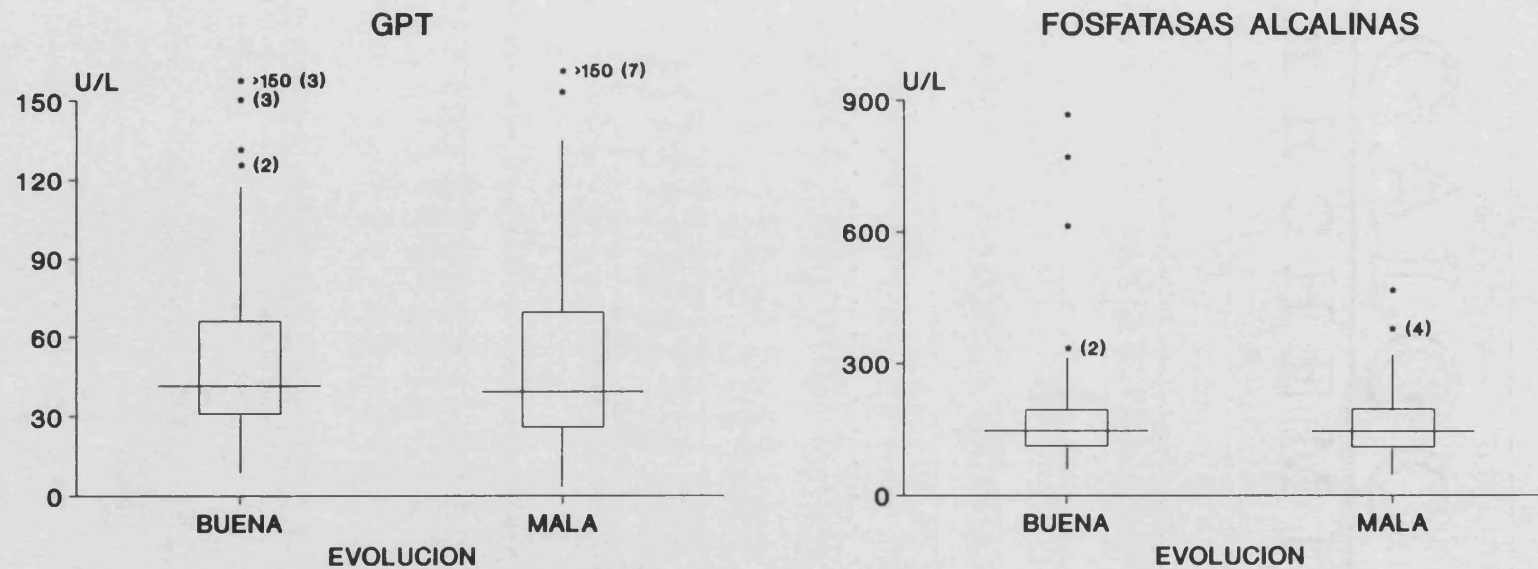 GPT
U/L
>150 (3)
(3)
(2)
>150 (7)
150
120
90
60
30
0
BUENA
MALA
EVOLUCION
FOSFATASAS ALCALINAS
U/L
900
600
300
0
(2)
(4)
BUENA
MALA
EVOLUCION